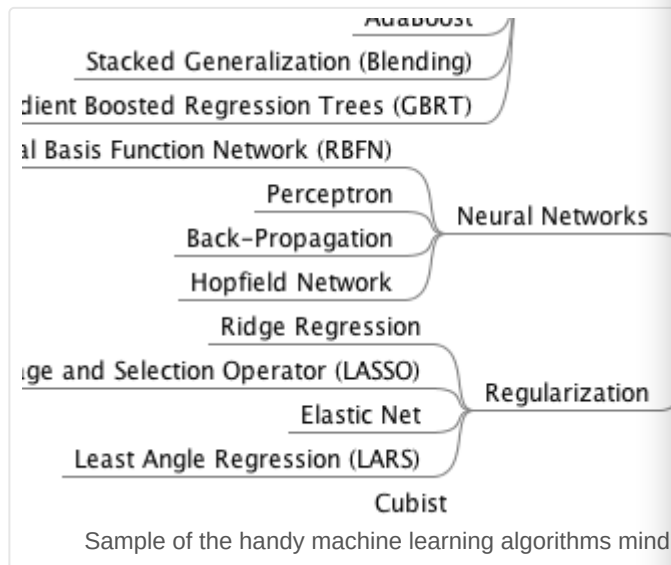 AdaBoost
Stacked Generalization (Blending)
dient Boosted Regression Trees (GBRT)
al Basis Function Network (RBFN)
Perceptron
Neural Networks
Back-Propagation
Hopfield Network
Ridge Regression
age and Selection Operator (LASSO)
Regularization
Elastic Net
Least Angle Regression (LARS)
Cubist
Sample of the handy machine learning algorithms mind